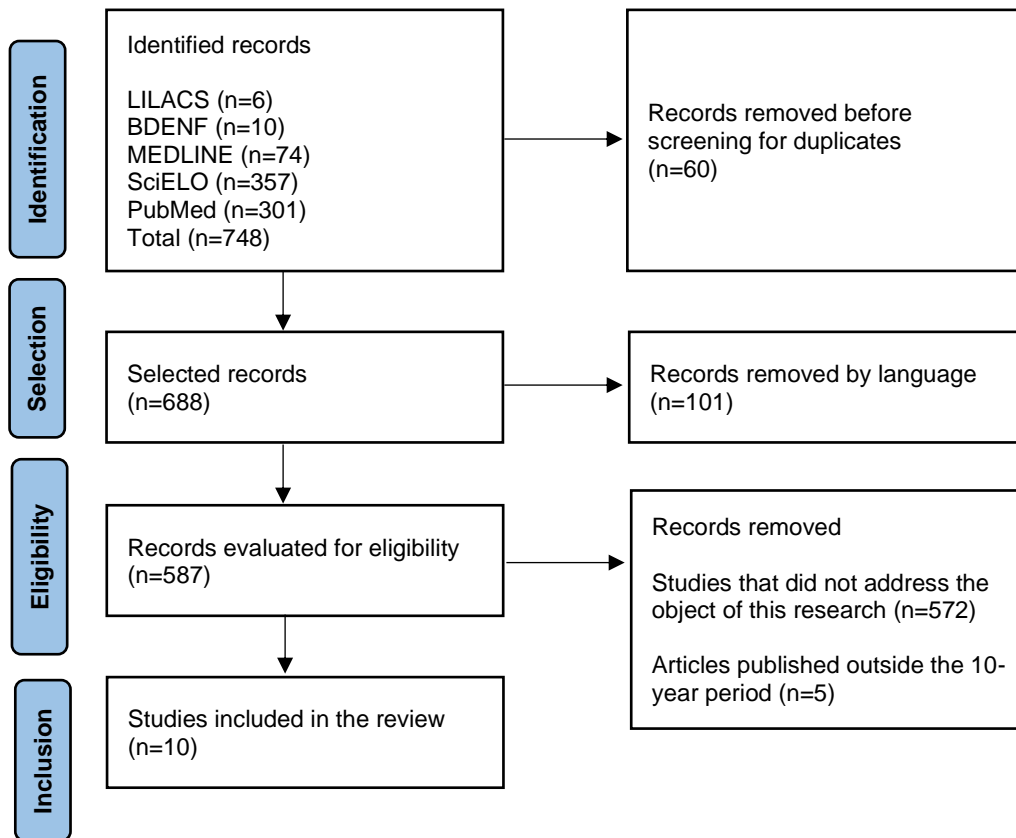 Identification
Identified records
LILACS (n=6)
BDENF (n=10)
MEDLINE (n=74)
SciELO (n=357)
PubMed (n=301)
Total (n=748)
Records removed before
screening for duplicates
(n=60)
Selection
Selected records
(n=688)
Records removed by language
(n=101)
Eligibility
Records evaluated for eligibility
(n=587)
Records removed
Studies that did not address the
object of this research (n=572)
Articles published outside the 10-
year period (n=5)
Inclusion
Studies included in the review
(n=10)